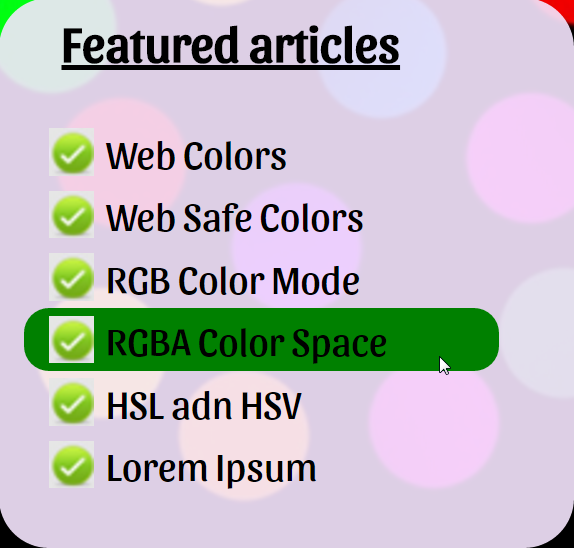 Featured articles
Web Colors
Web Safe Colors
RGB Color Mode
RGBA Color Space
HSL adn HSV
Lorem Ipsum